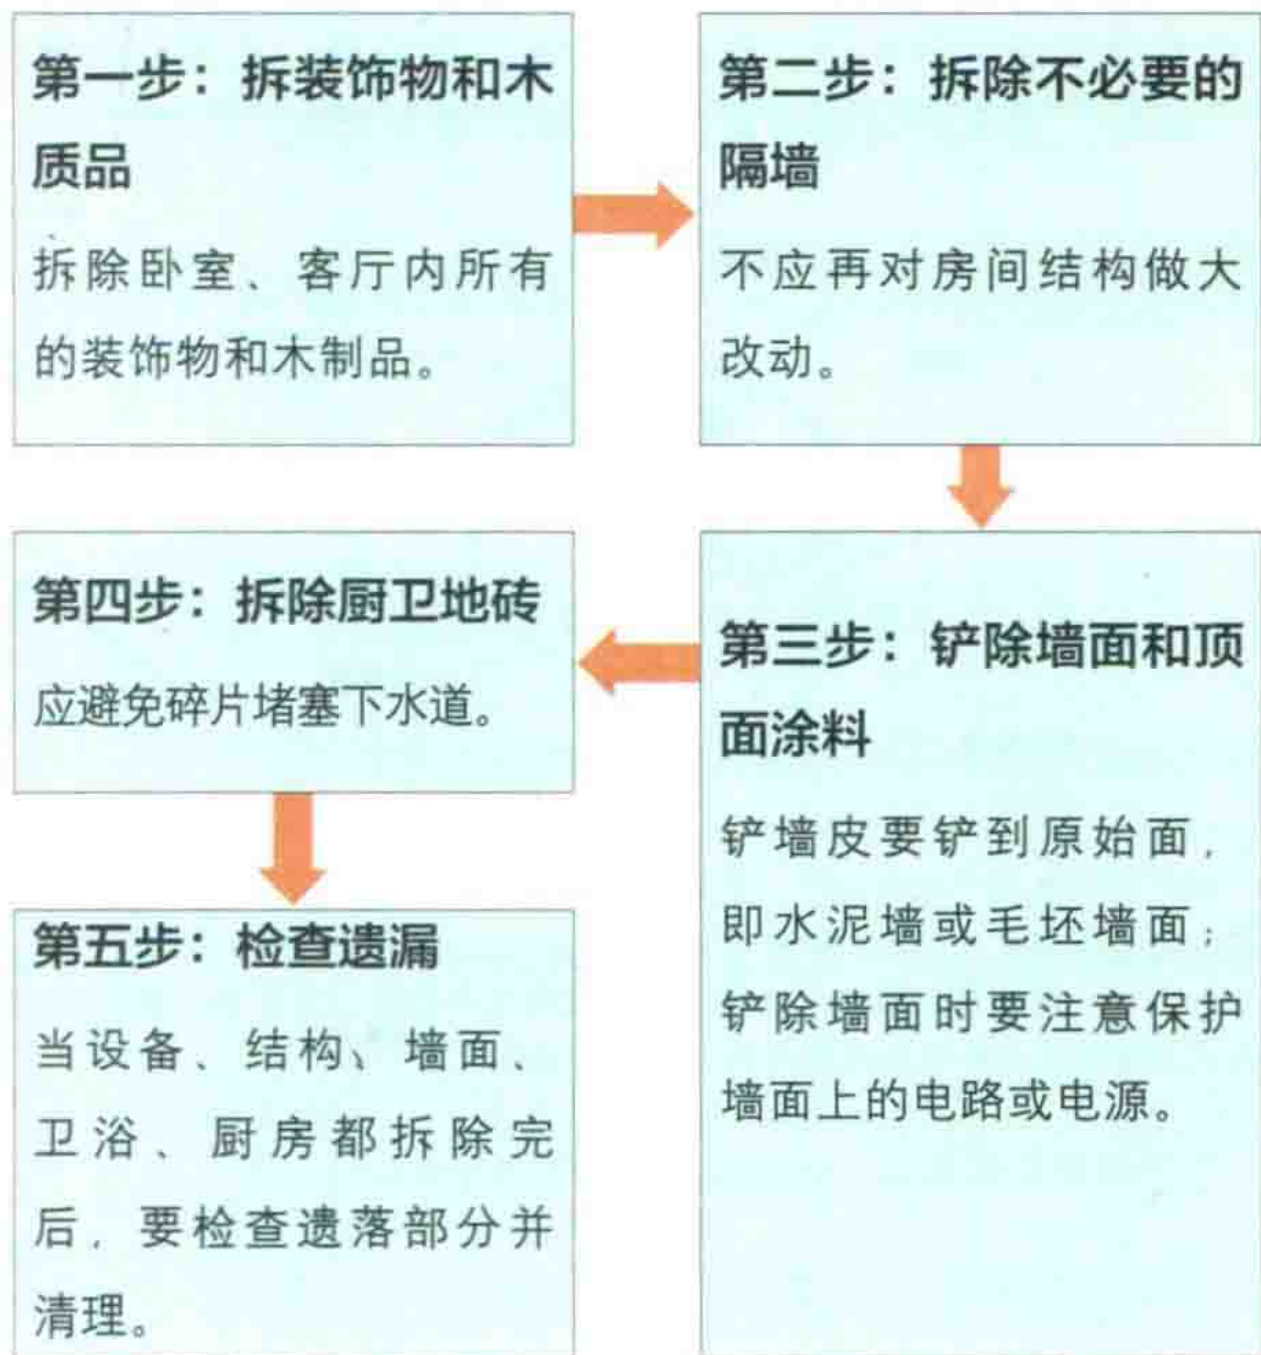 第一步：拆装饰物和木
质品
拆除卧室、客厅内所有
的装饰物和木制品。
第二步：拆除不必要的
隔墙
不应再对房间结构做大
改动。
第三步：铲除墙面和顶
面涂料
铲墙皮要铲到原始面，
即水泥墙或毛坯墙面；
铲除墙面时要注意保护
墙面上的电路或电源。
第四步：拆除厨卫地砖
应避免碎片堵塞下水道。
第五步：检查遗漏
当设备、结构、墙面、
卫浴、厨房都拆除完
后，要检查遗落部分并
清理。